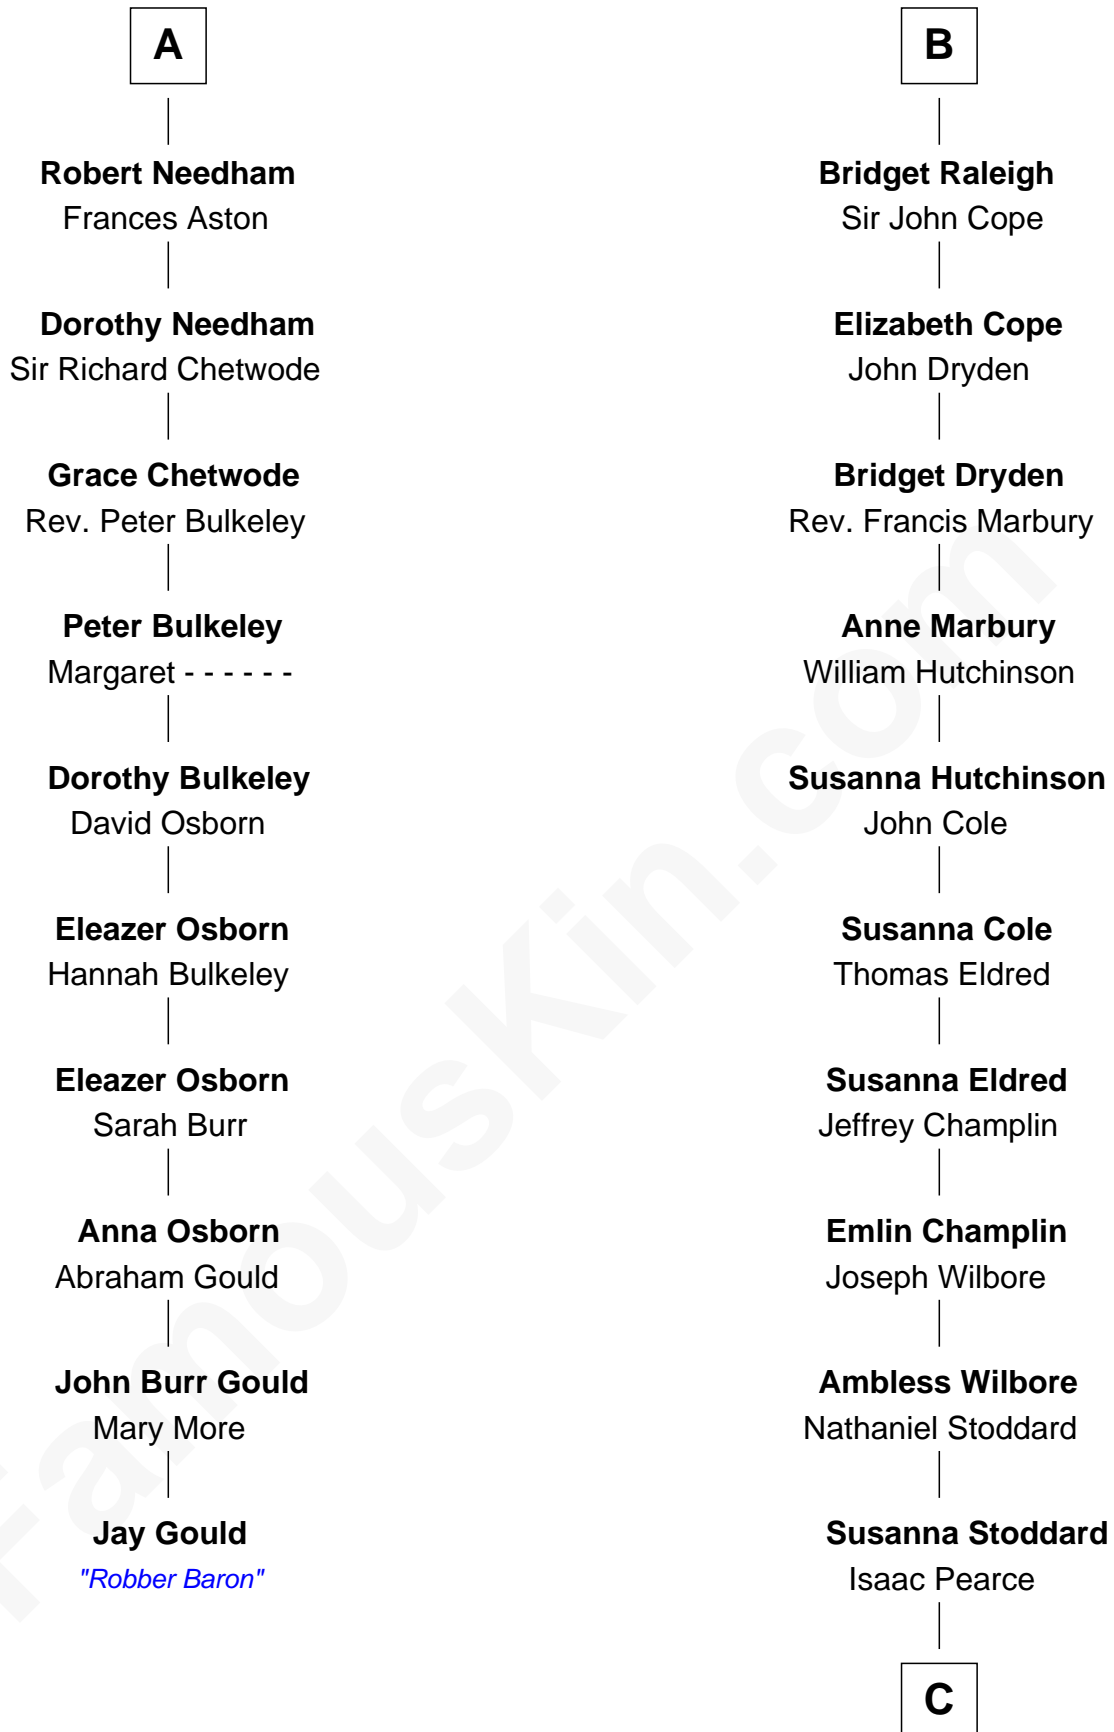 A
Robert Needham
Frances Aston
Dorothy Needham
Sir Richard Chetwode
Grace Chetwode
Rev. Peter Bulkeley
Peter Bulkeley
Margaret - - - - - -
Dorothy Bulkeley
David Osborn
Eleazer Osborn
Hannah Bulkeley
Eleazer Osborn
Sarah Burr
Anna Osborn
Abraham Gould
John Burr Gould
Mary More
Jay Gould
"Robber Baron"
B
Bridget Raleigh
Sir John Cope
Elizabeth Cope
John Dryden
Bridget Dryden
Rev. Francis Marbury
Anne Marbury
William Hutchinson
Susanna Hutchinson
John Cole
Susanna Cole
Thomas Eldred
Susanna Eldred
Jeffrey Champlin
Emlin Champlin
Joseph Wilbore
Ambless Wilbore
Nathaniel Stoddard
Susanna Stoddard
Isaac Pearce
C
FamousKin.com